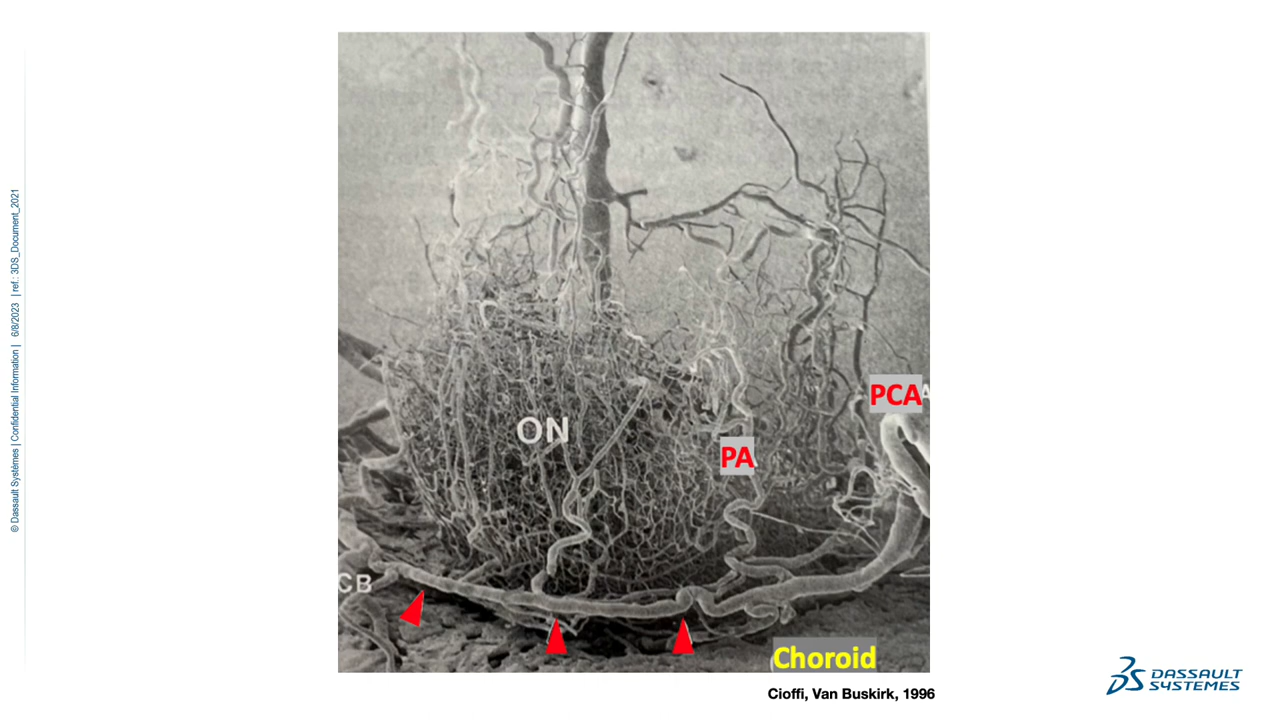 © Dassault Systèmes | Confidential Information | 6/8/2023 | ref.: 3DS_Document_2021
PCA
ON
PA
CB
Choroid
Cioffi, Van Buskirk, 1996
DASSAULT
SYSTEMES